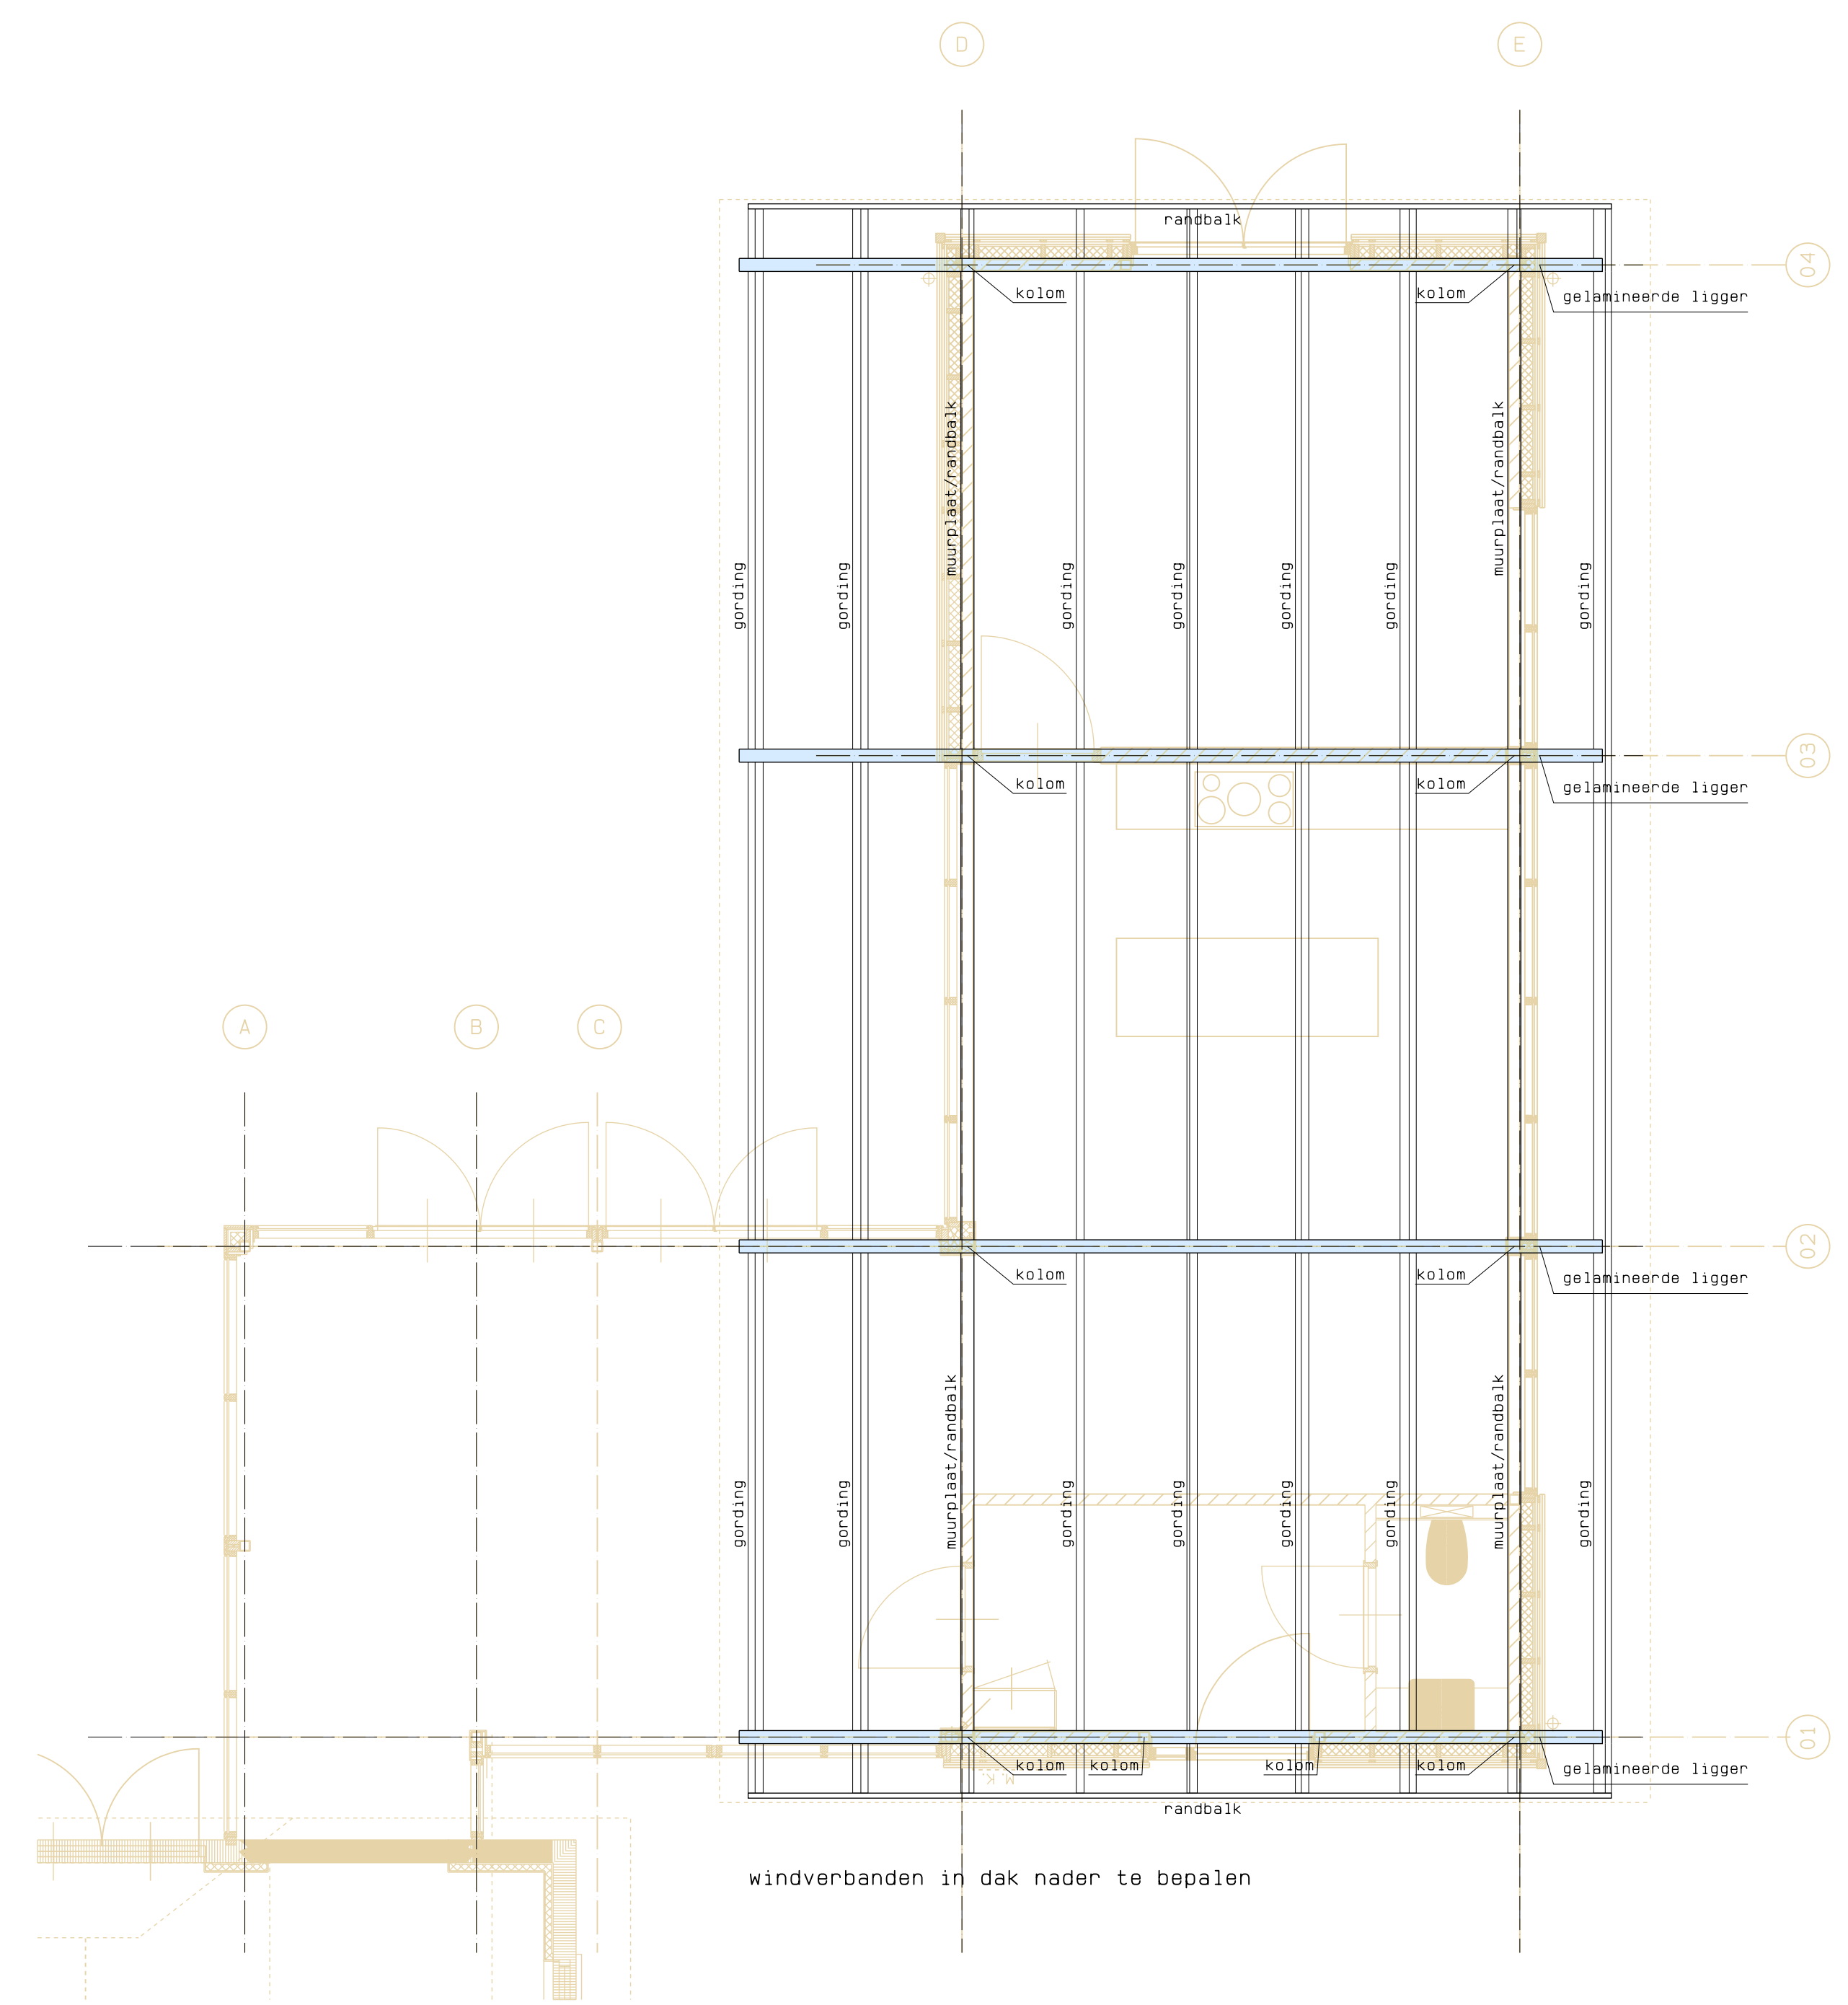 D
E
randbalk
04
kolom
kolom
gelamineerde ligger
muurplaat/randbalk
muurplaat/randbalk
gording
gording
gording
gording
gording
gording
gording
03
kolom
kolom
gelamineerde ligger
A
B
C
02
kolom
kolom
gelamineerde ligger
muurplaat/randbalk
muurplaat/randbalk
gording
gording
gording
gording
gording
gording
gording
01
kolom
kolom
kolom
kolom
gelamineerde ligger
M.K.
randbalk
windverbanden in dak nader te bepalen